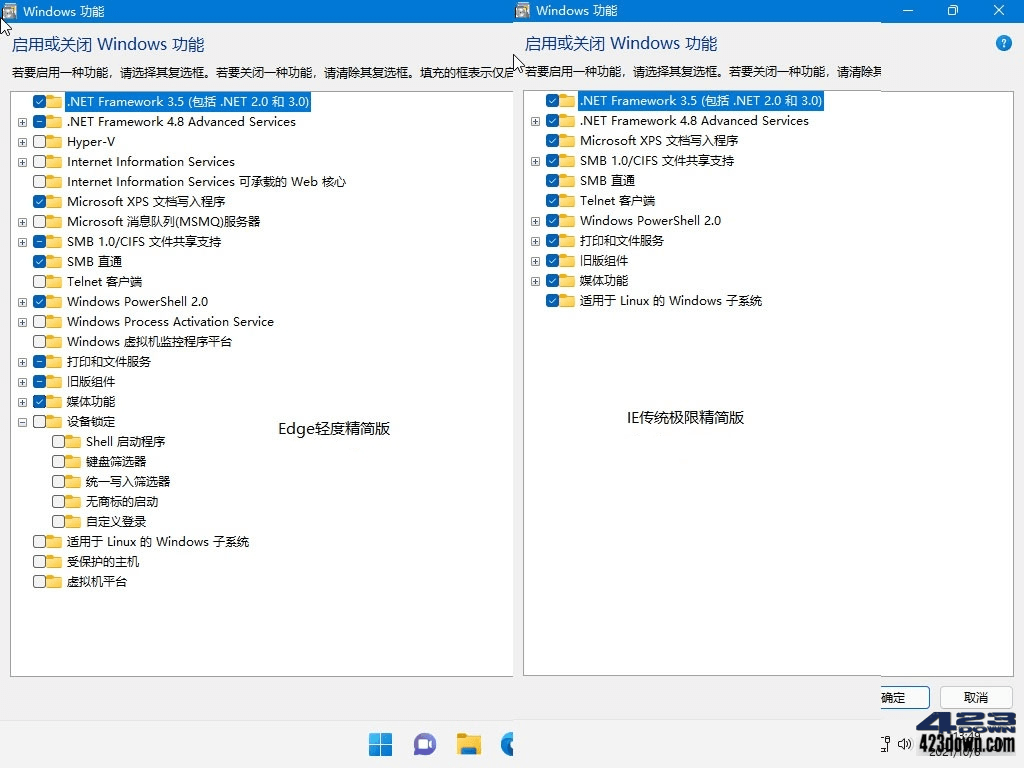 Windows 功能
启用或关闭 Windows 功能
若要启用一种功能，请选择其复选框。若要关闭一种功能，请清除其复选框。填充的框表示仅启
.NET Framework 3.5 (包括 .NET 2.0 和 3.0)
.NET Framework 4.8 Advanced Services
Hyper-V
Internet Information Services
Internet Information Services 可承载的 Web 核心
Microsoft XPS 文档写入程序
Microsoft 消息队列(MSMQ)服务器
SMB 1.0/CIFS 文件共享支持
SMB 直通
Telnet 客户端
Windows PowerShell 2.0
Windows Process Activation Service
Windows 虚拟机监控程序平台
打印和文件服务
旧版组件
媒体功能
设备锁定
Shell 启动程序
键盘筛选器
统一写入筛选器
无商标的启动
自定义登录
适用于 Linux 的 Windows 子系统
受保护的主机
虚拟机平台
Edge轻度精简版
Windows 功能
启用或关闭 Windows 功能
若要启用一种功能，请选择其复选框。若要关闭一种功能，请清除其
.NET Framework 3.5 (包括 .NET 2.0 和 3.0)
.NET Framework 4.8 Advanced Services
Microsoft XPS 文档写入程序
SMB 1.0/CIFS 文件共享支持
SMB 直通
Telnet 客户端
Windows PowerShell 2.0
打印和文件服务
旧版组件
媒体功能
适用于 Linux 的 Windows 子系统
IE传统极限精简版
确定
取消
423
DOWN
423down.com